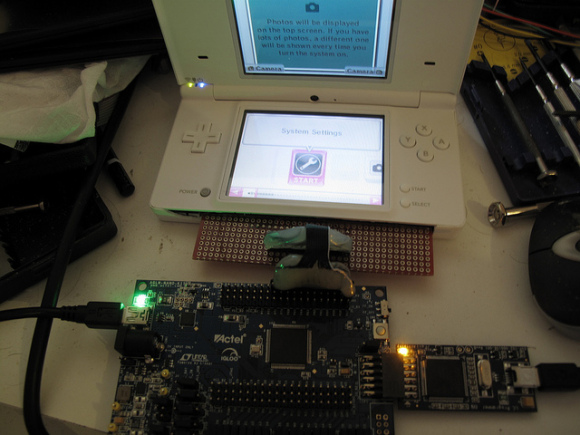 Photos will be displayed
on the top screen. If you have
lots of photos, a different one
will be shown every time you
turn the system on.
Camera
Camera
System Settings
START
X
Y
A
B
POWER
START
SELECT
Actel
IGLOO